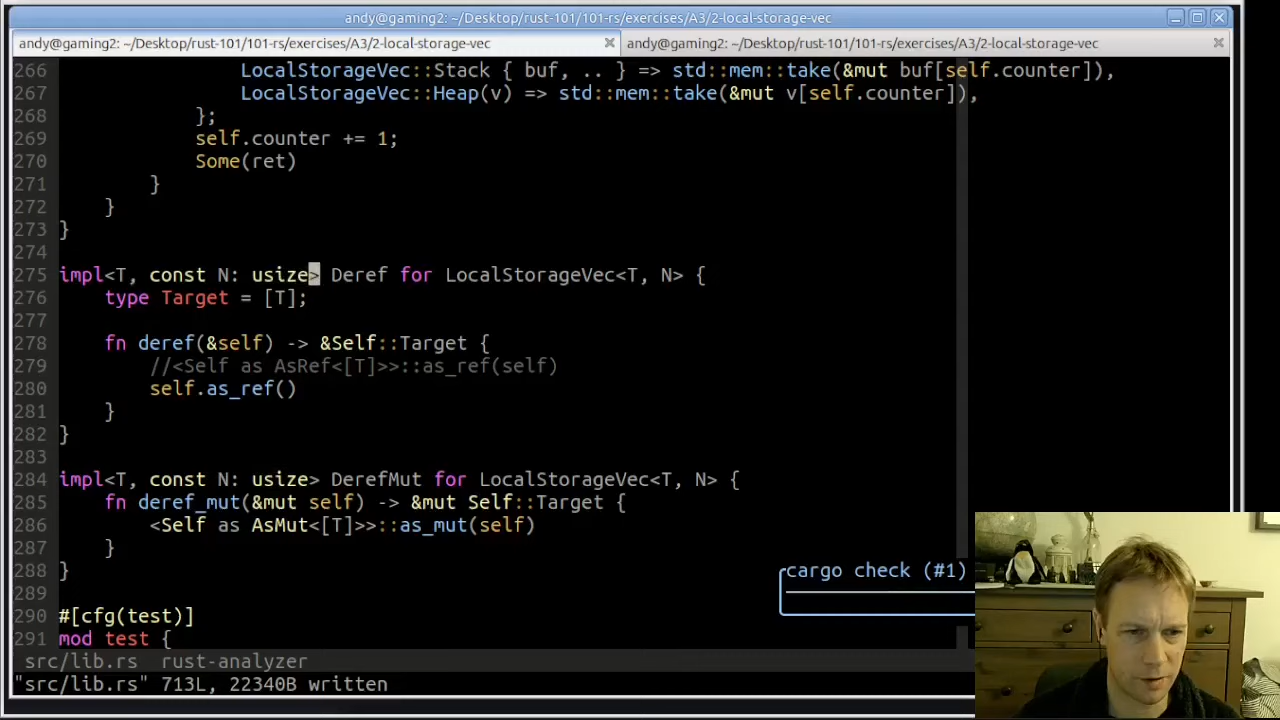 andy@gaming2: ~/Desktop/rust-101/101-rs/exercises/A3/2-local-storage-vec
andy@gaming2: ~/Desktop/rust-101/101-rs/exercises/A3/2-local-storage-vec
andy@gaming2: ~/Desktop/rust-101/101-rs/exercises/A3/2-local-storage-vec
266                 LocalStorageVec::Stack { buf, .. } => std::mem::take(&mut buf[self.counter]),
267                 LocalStorageVec::Heap(v) => std::mem::take(&mut v[self.counter]),
268             };
269             self.counter += 1;
270             Some(ret)
271         }
272     }
273 }
274
275 impl<T, const N: usize> Deref for LocalStorageVec<T, N> {
276     type Target = [T];
277
278     fn deref(&self) -> &Self::Target {
279         //<Self as AsRef<[T]>>::as_ref(self)
280         self.as_ref()
281     }
282 }
283
284 impl<T, const N: usize> DerefMut for LocalStorageVec<T, N> {
285     fn deref_mut(&mut self) -> &mut Self::Target {
286         <Self as AsMut<[T]>>::as_mut(self)
287     }
288 }
cargo check (#1)
289
290 #[cfg(test)]
291 mod test {
src/lib.rs  rust-analyzer
"src/lib.rs" 713L, 22340B written